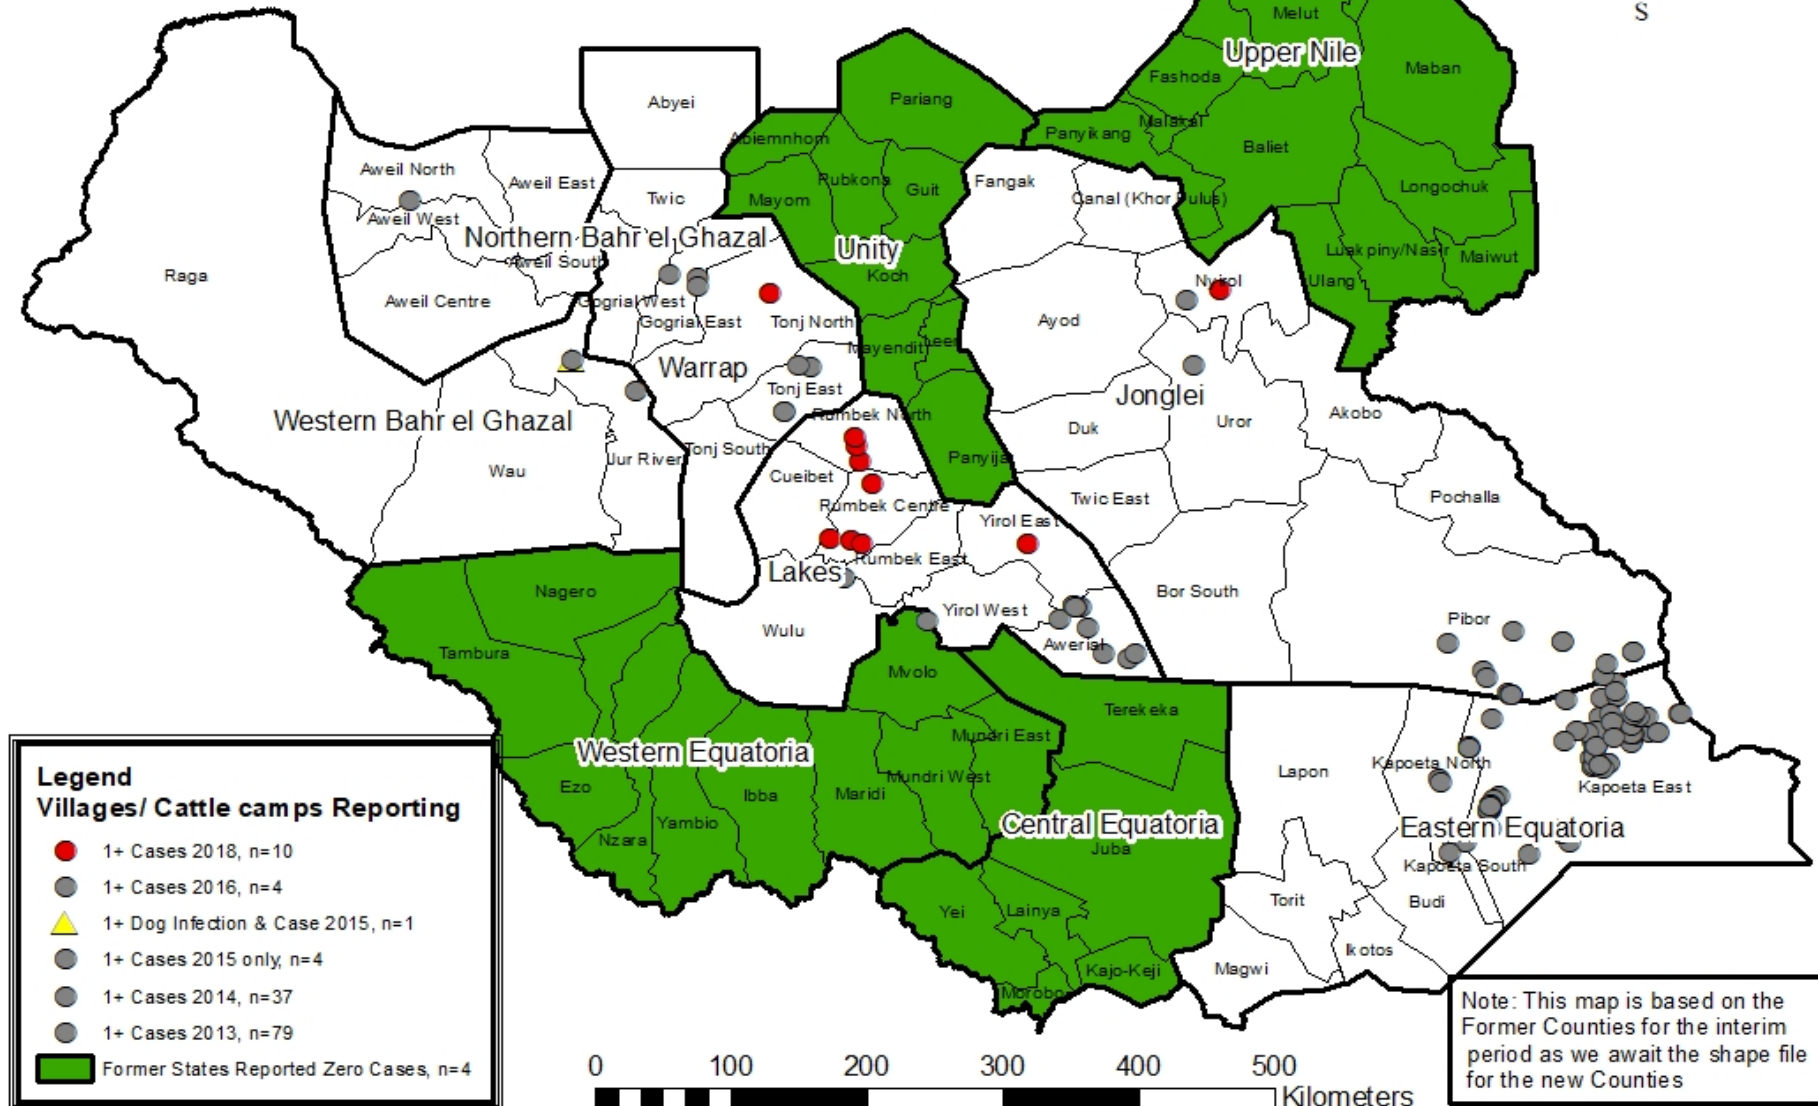 S
Melut
Upper Nile
Maban
Fashoda
Abyei
Pariang
Malakal
Panyikang
Abiemnhom
Baliet
Aweil North
Aweil East
Rubkona
Guit
Fangak
Longochuk
Twic
Mayom
Canal (Khor Pulus)
Aweil West
Northern Bahr el Ghazal
Unity
Luakpiny/Nasir
Maiwut
Aweil South
Raga
Koch
Nyirol
Ulang
Aweil Centre
Gogrial West
Gogrial East
Tonj North
Ayod
Mayendit
Leer
Warrap
Tonj East
Jonglei
Rumbek North
Akobo
Western Bahr el Ghazal
Duk
Uror
Tonj South
Jur River
Panyijar
Wau
Cueibet
Twic East
Pochalla
Rumbek Centre
Yirol East
Rumbek East
Lakes
Nagero
Bor South
Yirol West
Pibor
Wulu
Awerial
Tambura
Mvolo
Terekeka
Mundri East
Western Equatoria
Kapoeta North
Lapon
Mundri West
Ezo
Ibba
Maridi
Kapoeta East
Yambio
Central Equatoria
Eastern Equatoria
Nzara
Juba
Kapoeta South
Torit
Budi
Yei
Lainya
Ikotos
Kajo-Keji
Magwi
Morobo
Legend
Villages/ Cattle camps Reporting
1+ Cases 2018, n=10
1+ Cases 2016, n=4
1+ Dog Infection & Case 2015, n=1
1+ Cases 2015 only, n=4
1+ Cases 2014, n=37
1+ Cases 2013, n=79
Former States Reported Zero Cases, n=4
0 100 200 300 400 500
Kilometers
Note: This map is based on the
Former Counties for the interim
period as we await the shape file
for the new Counties